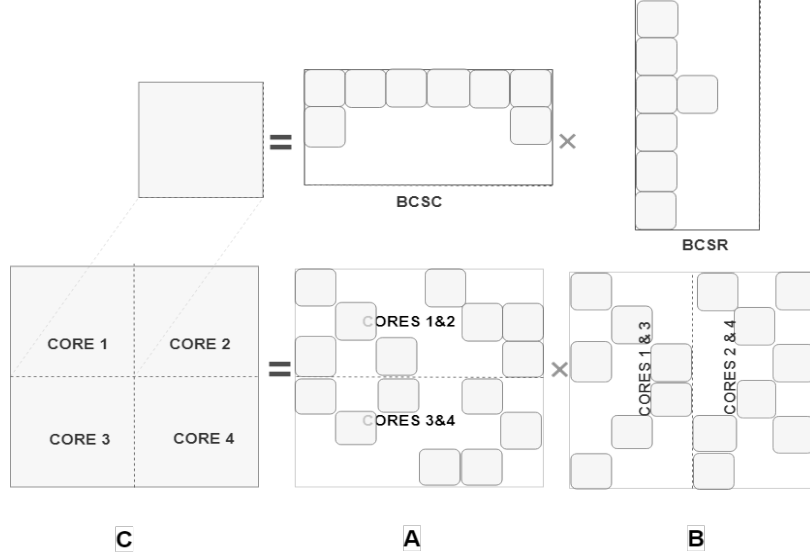 =
×
BCSC
BCSR
CORE 1
CORE 2
CORE 3
CORE 4
=
CORES 1&2
CORES 3&4
×
CORES 1 & 3
CORES 2 & 4
C
A
B